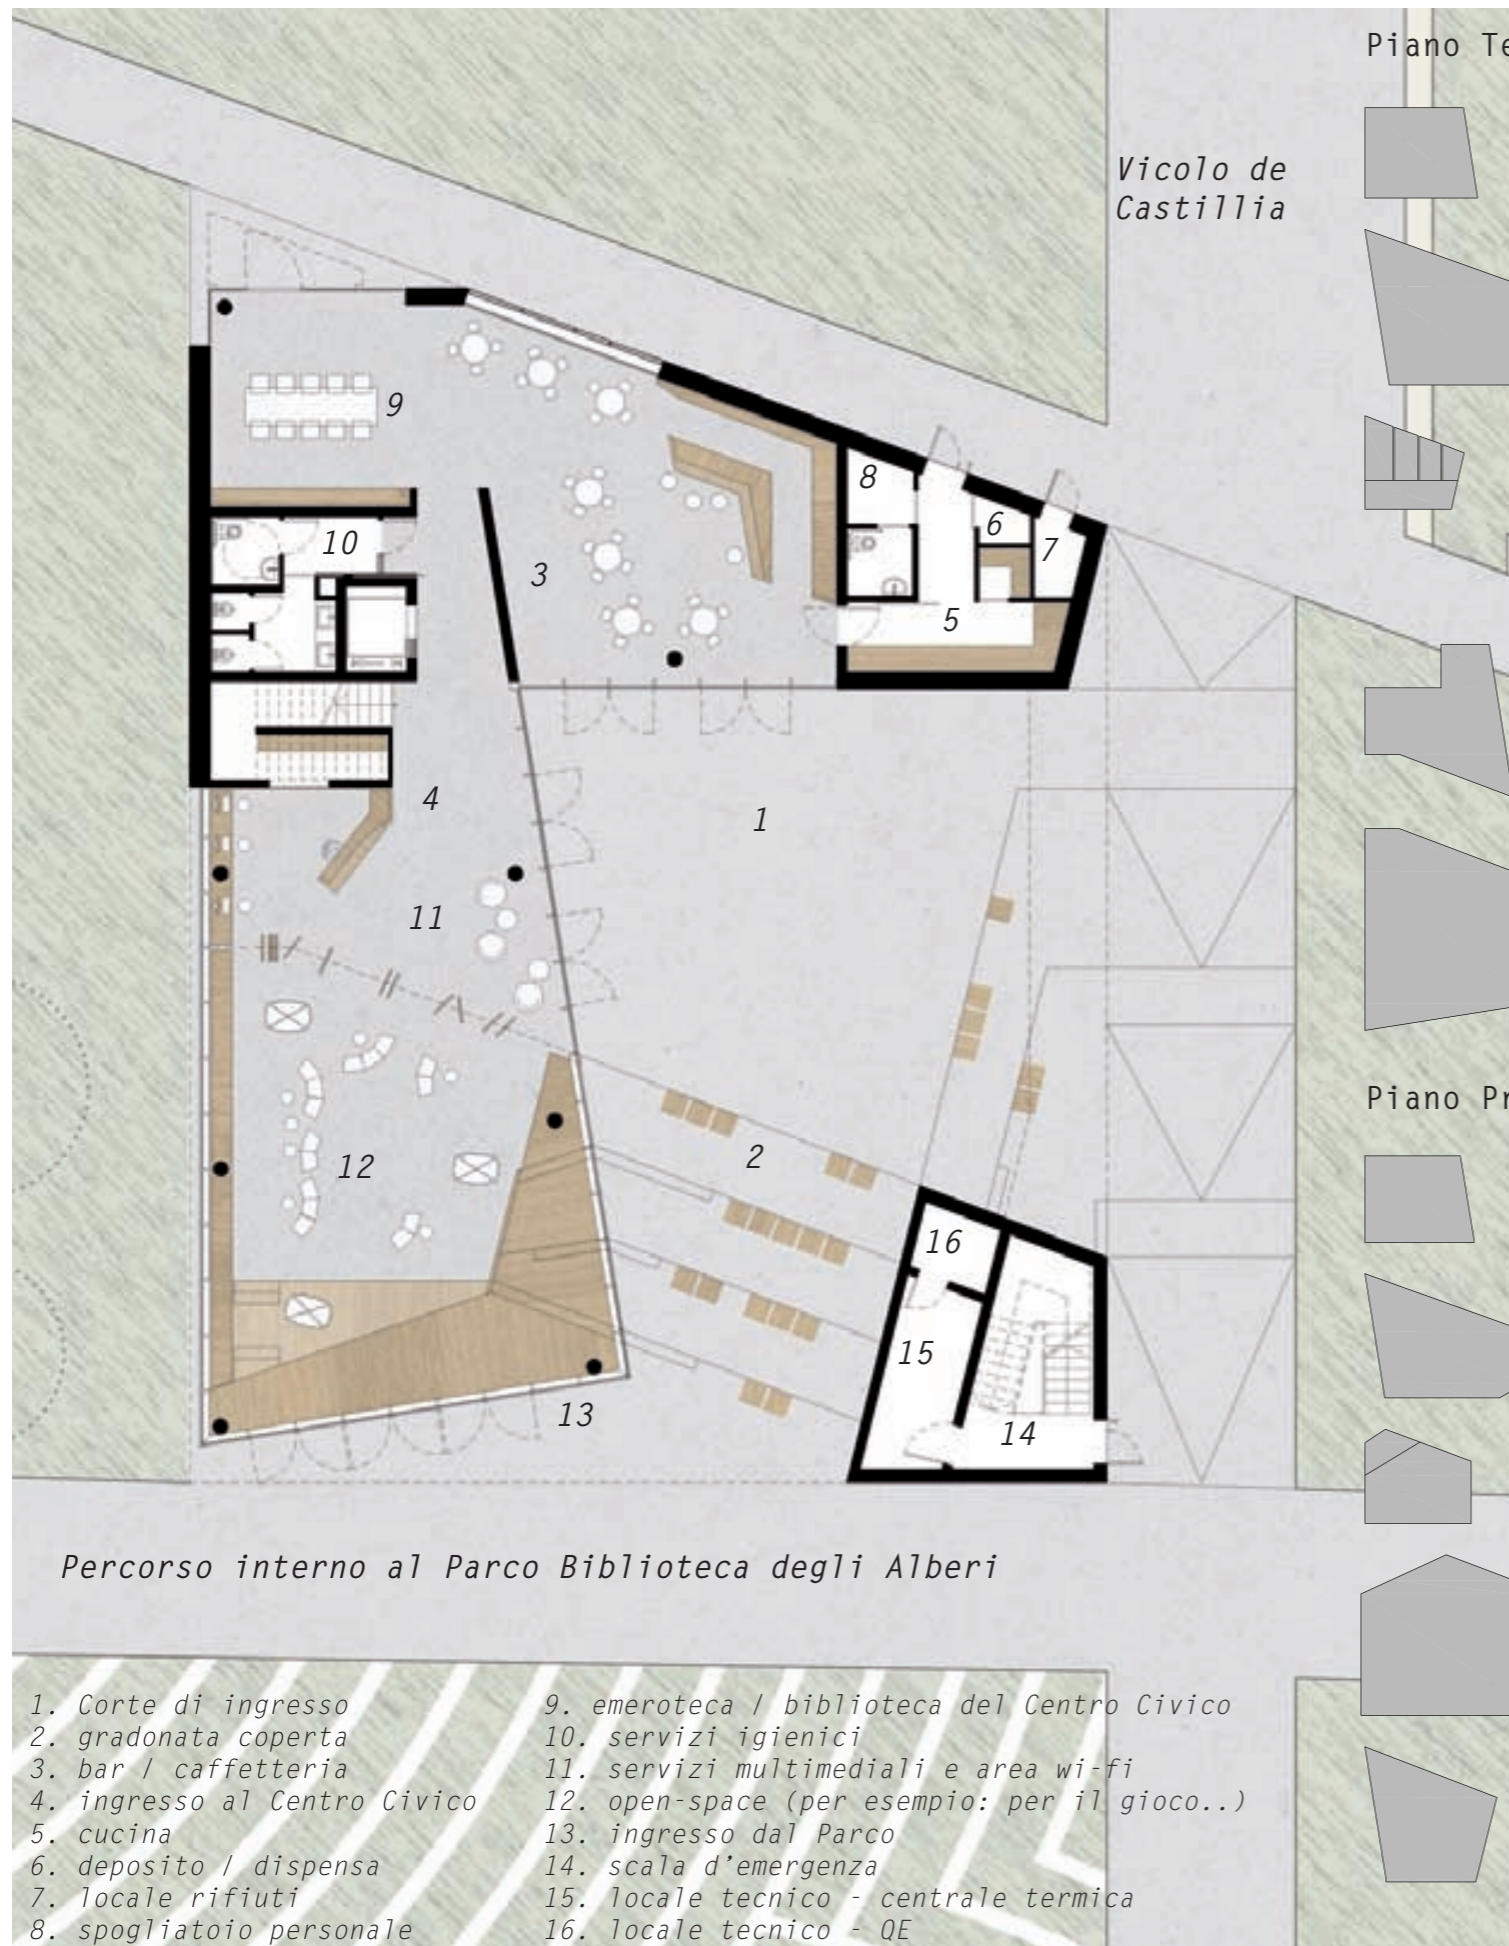 Piano Te
Vicolo de
Castillia
9
8
10
6
7
3
5
4
1
11
2
12
16
15
13
14
Piano Pr
Percorso interno al Parco Biblioteca degli Alberi
1. Corte di ingresso
2. gradonata coperta
3. bar / caffetteria
4. ingresso al Centro Civico
5. cucina
6. deposito / dispensa
7. locale rifiuti
8. spogliatoio personale
9. emeroteca / biblioteca del Centro Civico
10. servizi igienici
11. servizi multimediali e area wi-fi
12. open-space (per esempio: per il gioco..)
13. ingresso dal Parco
14. scala d'emergenza
15. locale tecnico - centrale termica
16. locale tecnico - QE